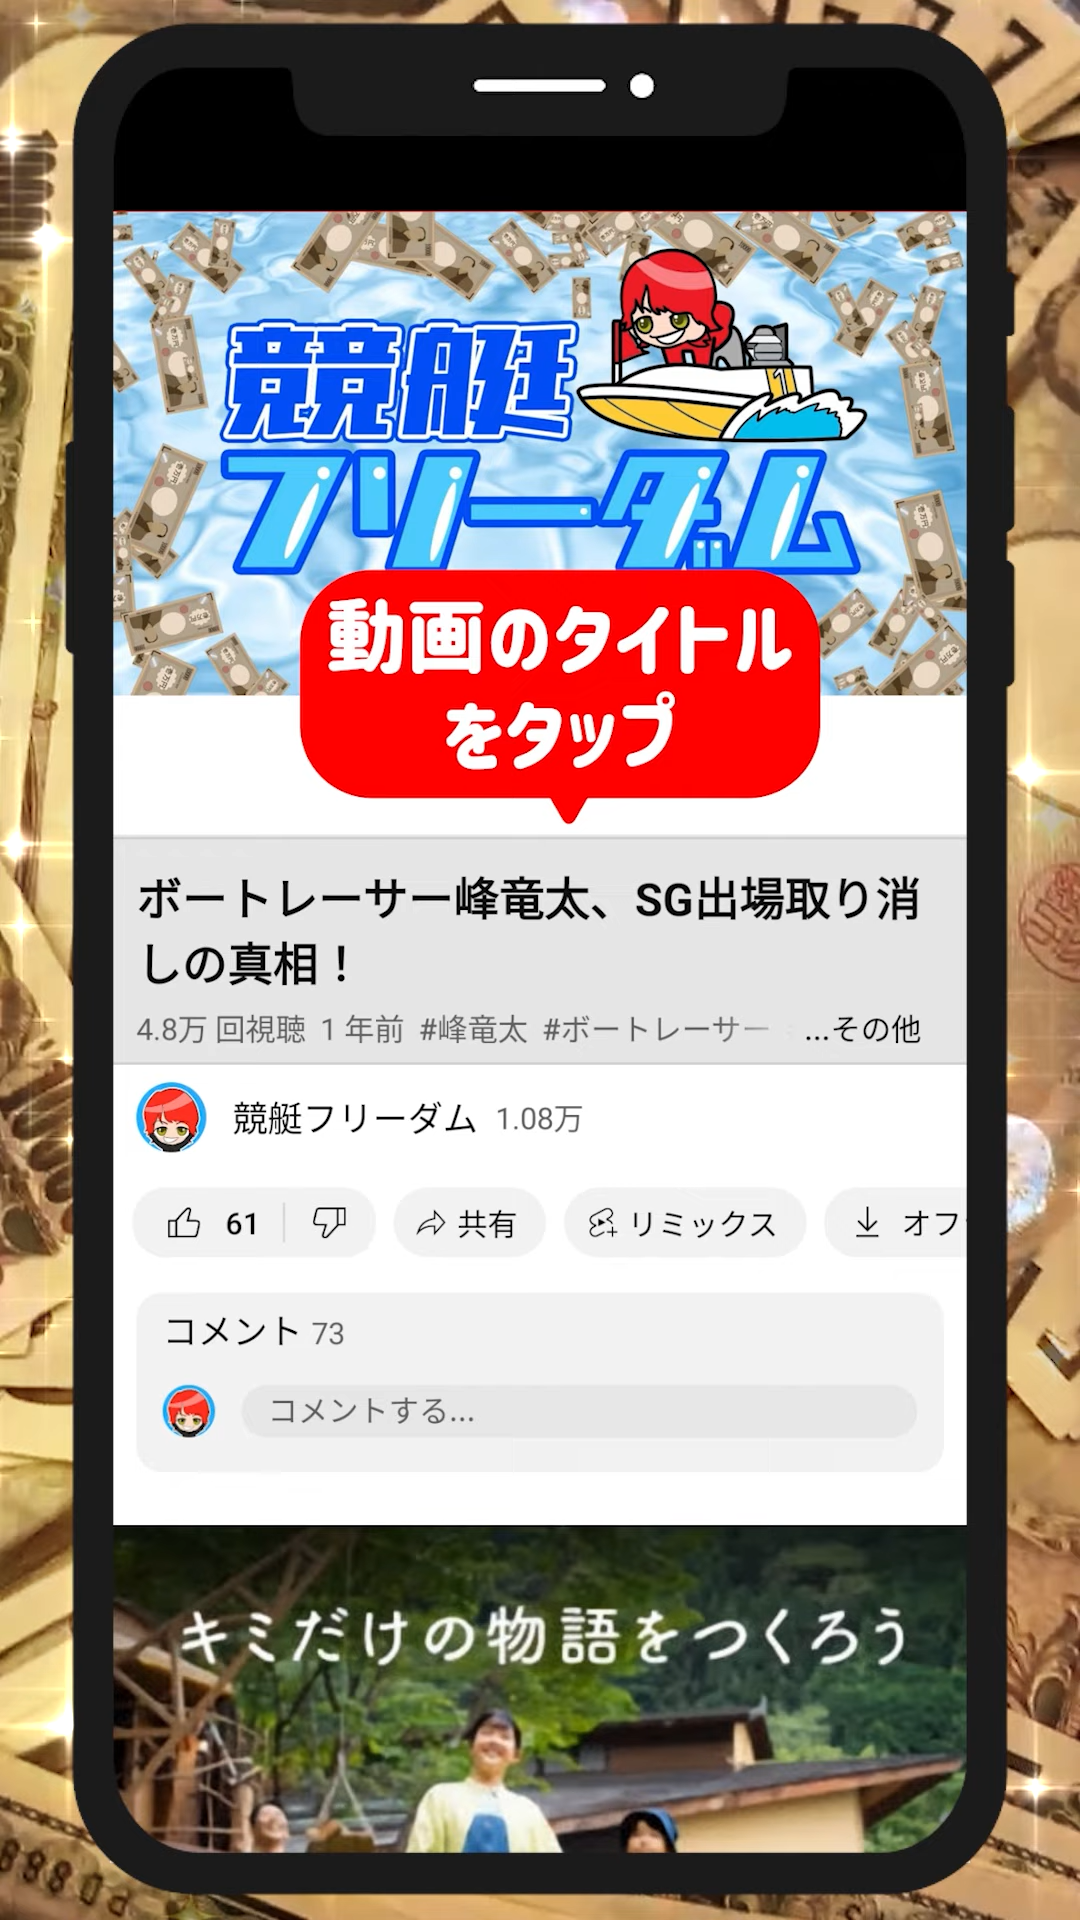 競艇
フリーダム
動画のタイトル
をタップ
ボートレーサー峰竜太、SG出場取り消
しの真相！
4.8万 回視聴 1 年前 #峰竜太 #ボートレーサー ...その他
競艇フリーダム 1.08万
61 共有 リミックス オフ
コメント 73
コメントする...
キミだけの物語をつくろう